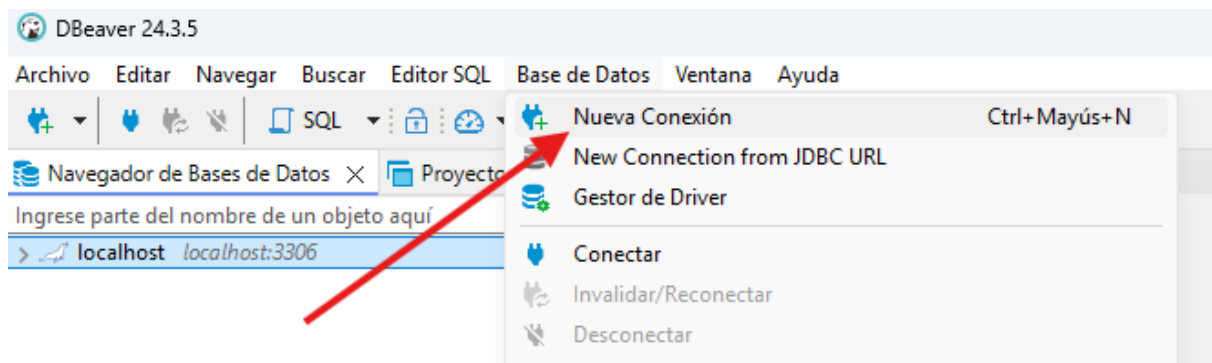 DBeaver 24.3.5
Archivo Editar Navegar Buscar Editor SQL Base de Datos Ventana Ayuda
SQL
Nueva Conexión Ctrl+Mayús+N
New Connection from JDBC URL
Navegador de Bases de Datos Proyecto
Gestor de Driver
Ingrese parte del nombre de un objeto aquí
localhost localhost:3306
Conectar
Invalidar/Reconectar
Desconectar